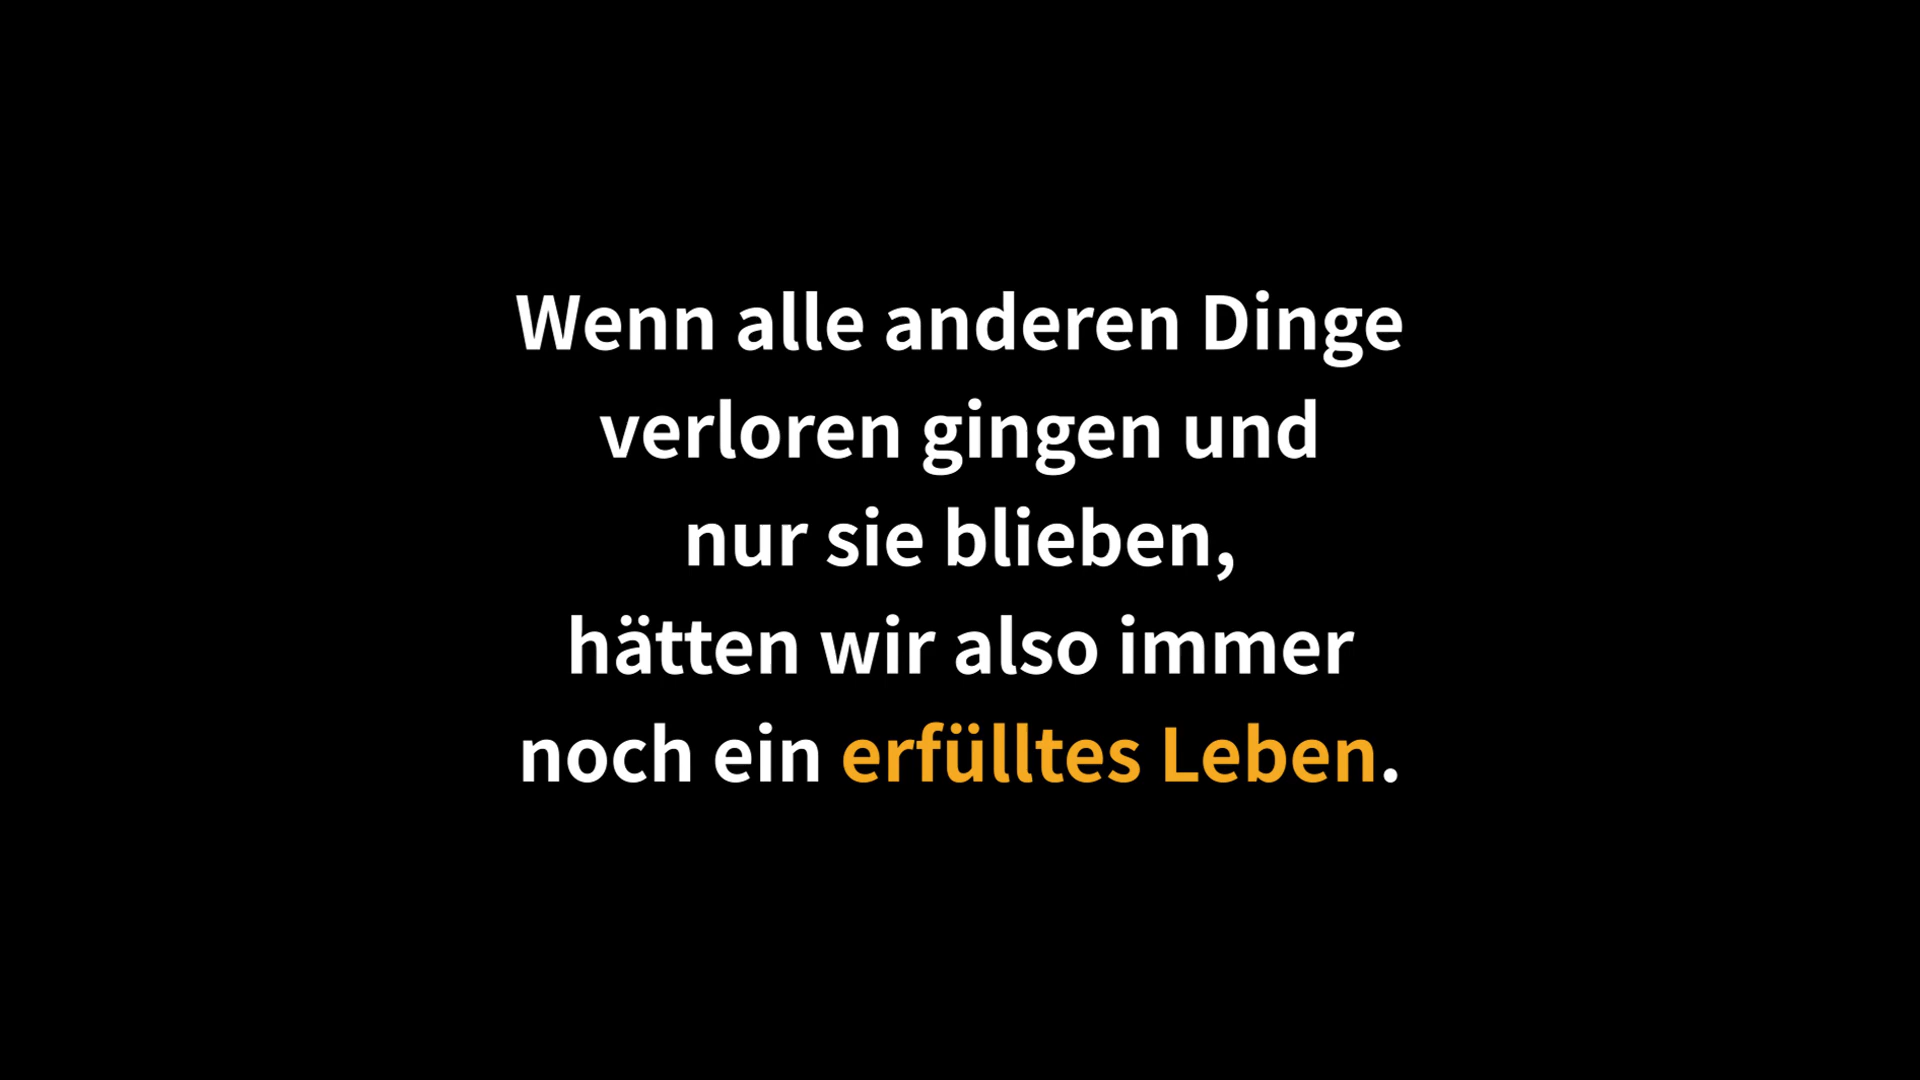 Wenn alle anderen Dinge
verloren gingen und
nur sie blieben,
hätten wir also immer
noch ein erfülltes Leben.